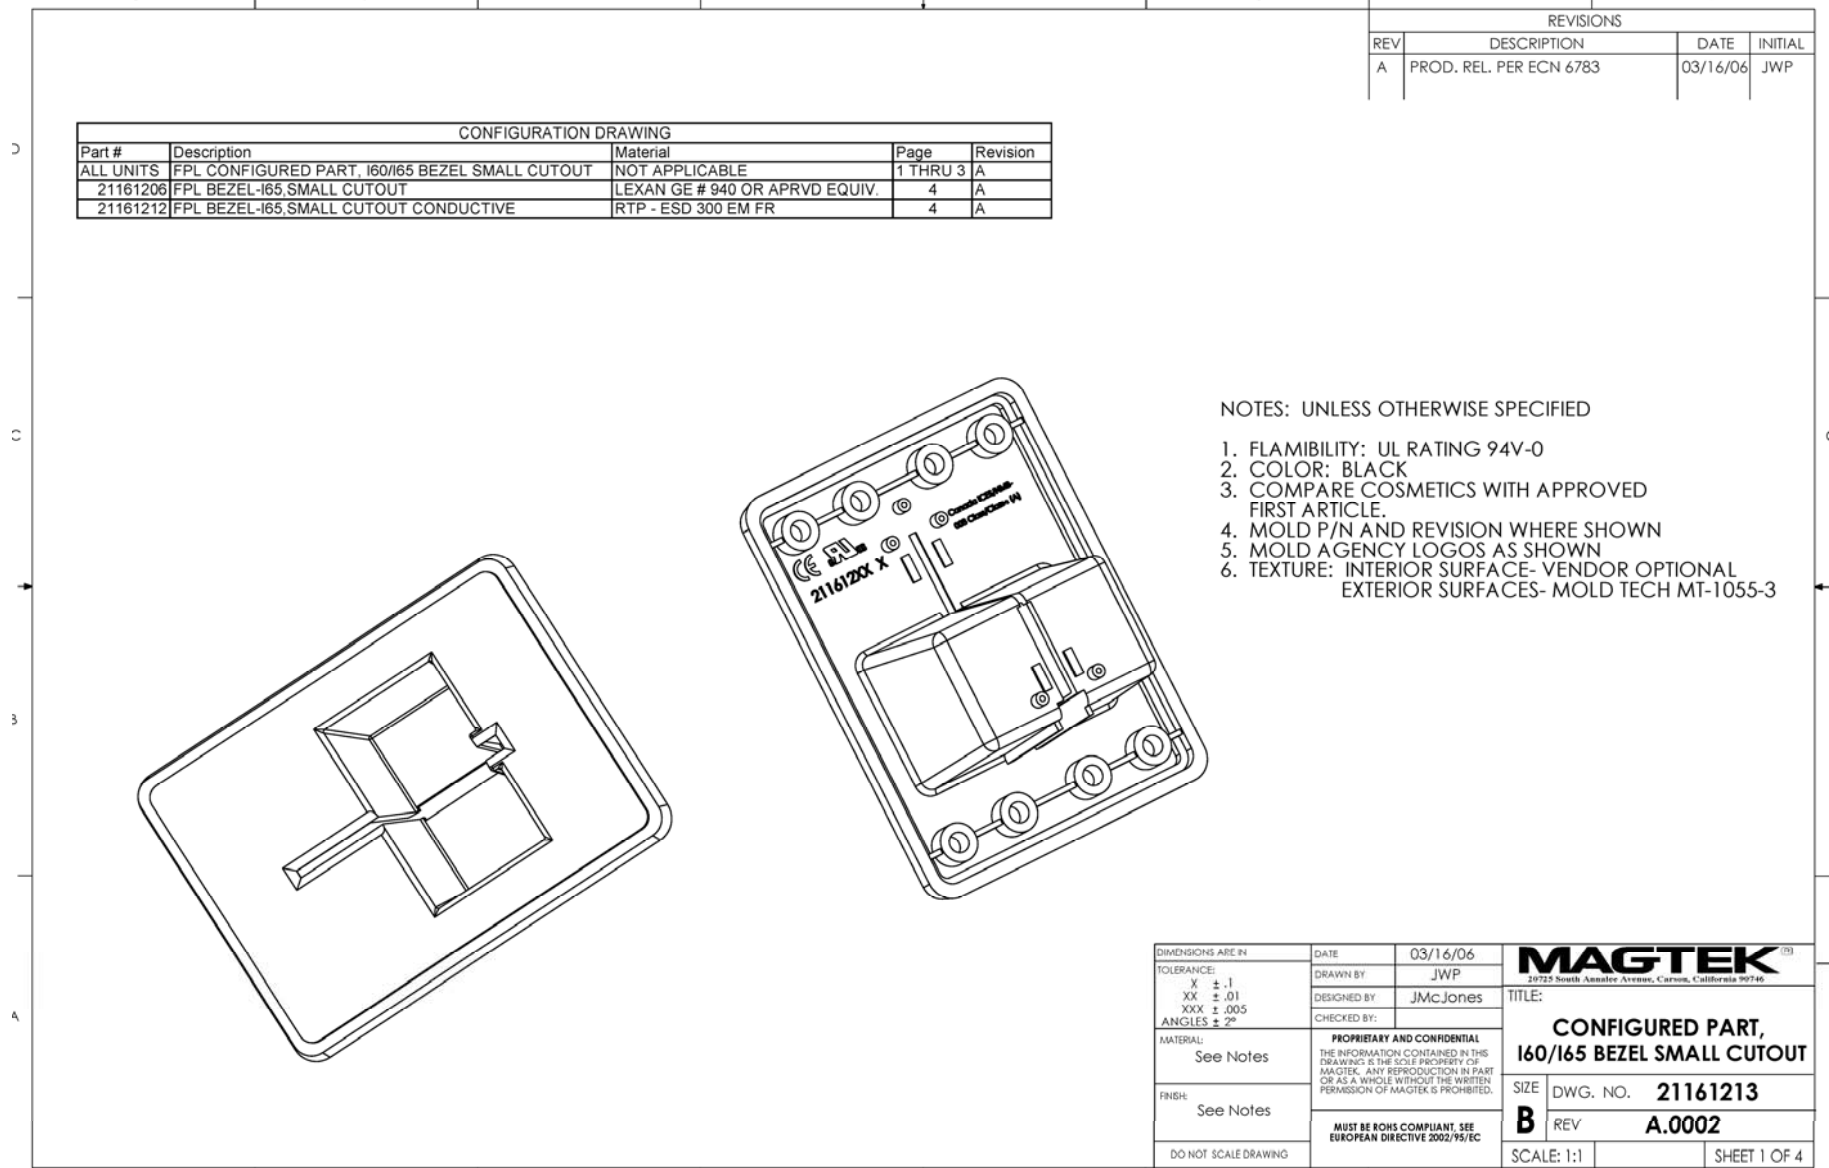 REVISIONS
REV DESCRIPTION DATE INITIAL
A PROD. REL. PER ECN 6783 03/16/06 JWP
CONFIGURATION DRAWING
Part # Description Material Page Revision
ALL UNITS FPL CONFIGURED PART, I60/I65 BEZEL SMALL CUTOUT NOT APPLICABLE 1 THRU 3 A
21161206 FPL BEZEL-I65,SMALL CUTOUT LEXAN GE # 940 OR APRVD EQUIV. 4 A
21161212 FPL BEZEL-I65,SMALL CUTOUT CONDUCTIVE RTP - ESD 300 EM FR 4 A
NOTES: UNLESS OTHERWISE SPECIFIED
1. FLAMIBILITY: UL RATING 94V-0
2. COLOR: BLACK
3. COMPARE COSMETICS WITH APPROVED
FIRST ARTICLE.
4. MOLD P/N AND REVISION WHERE SHOWN
5. MOLD AGENCY LOGOS AS SHOWN
6. TEXTURE: INTERIOR SURFACE- VENDOR OPTIONAL
EXTERIOR SURFACES- MOLD TECH MT-1055-3
CE
211612XX X
B
A
DIMENSIONS ARE IN
TOLERANCE:
X ± .1
XX ± .01
XXX ± .005
ANGLES ± 2°
MATERIAL:
See Notes
FINISH:
See Notes
DO NOT SCALE DRAWING
DATE 03/16/06
DRAWN BY JWP
DESIGNED BY JMcJones
CHECKED BY:
PROPRIETARY AND CONFIDENTIAL
THE INFORMATION CONTAINED IN THIS
DRAWING IS THE SOLE PROPERTY OF
MAGTEK. ANY REPRODUCTION IN PART
OR AS A WHOLE WITHOUT THE WRITTEN
PERMISSION OF MAGTEK IS PROHIBITED.
MUST BE ROHS COMPLIANT, SEE
EUROPEAN DIRECTIVE 2002/95/EC
MAGTEK
20725 South Annalee Avenue, Carson, California 90746
TITLE:
CONFIGURED PART,
I60/I65 BEZEL SMALL CUTOUT
SIZE B DWG. NO. 21161213
REV A.0002
SCALE: 1:1 SHEET 1 OF 4